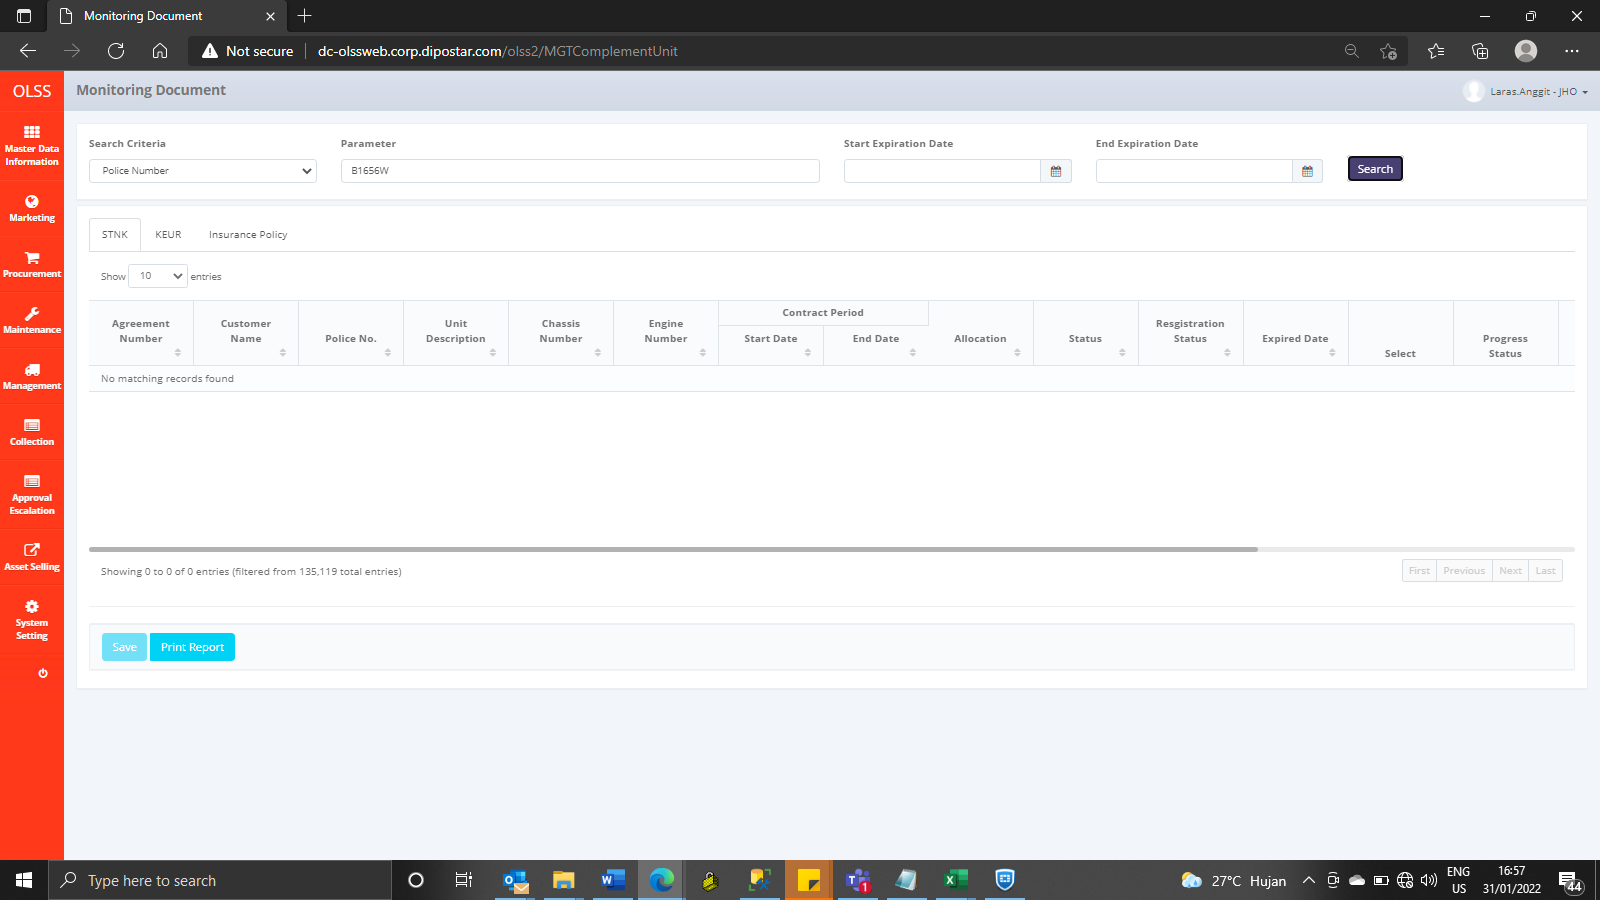 Monitoring Document
Not secure
dc-olssweb.corp.dipostar.com/olss2/MGTComplementUnit
OLSS
Monitoring Document
Laras.Anggit - JHO
Master Data
Information
Marketing
Procurement
Maintenance
Management
Collection
Approval
Escalation
Asset Selling
System
Setting
Search Criteria
Parameter
Start Expiration Date
End Expiration Date
Police Number
B1656W
Search
STNK
KEUR
Insurance Policy
Show 10 entries
Agreement
Number
Customer
Name
Police No.
Unit
Description
Chassis
Number
Engine
Number
Contract Period
Start Date
End Date
Allocation
Status
Resgistration
Status
Expired Date
Select
Progress
Status
No matching records found
Showing 0 to 0 of 0 entries (filtered from 135,119 total entries)
First
Previous
Next
Last
Save
Print Report
Type here to search
1
27°C Hujan
ENG
US
16:57
31/01/2022
44